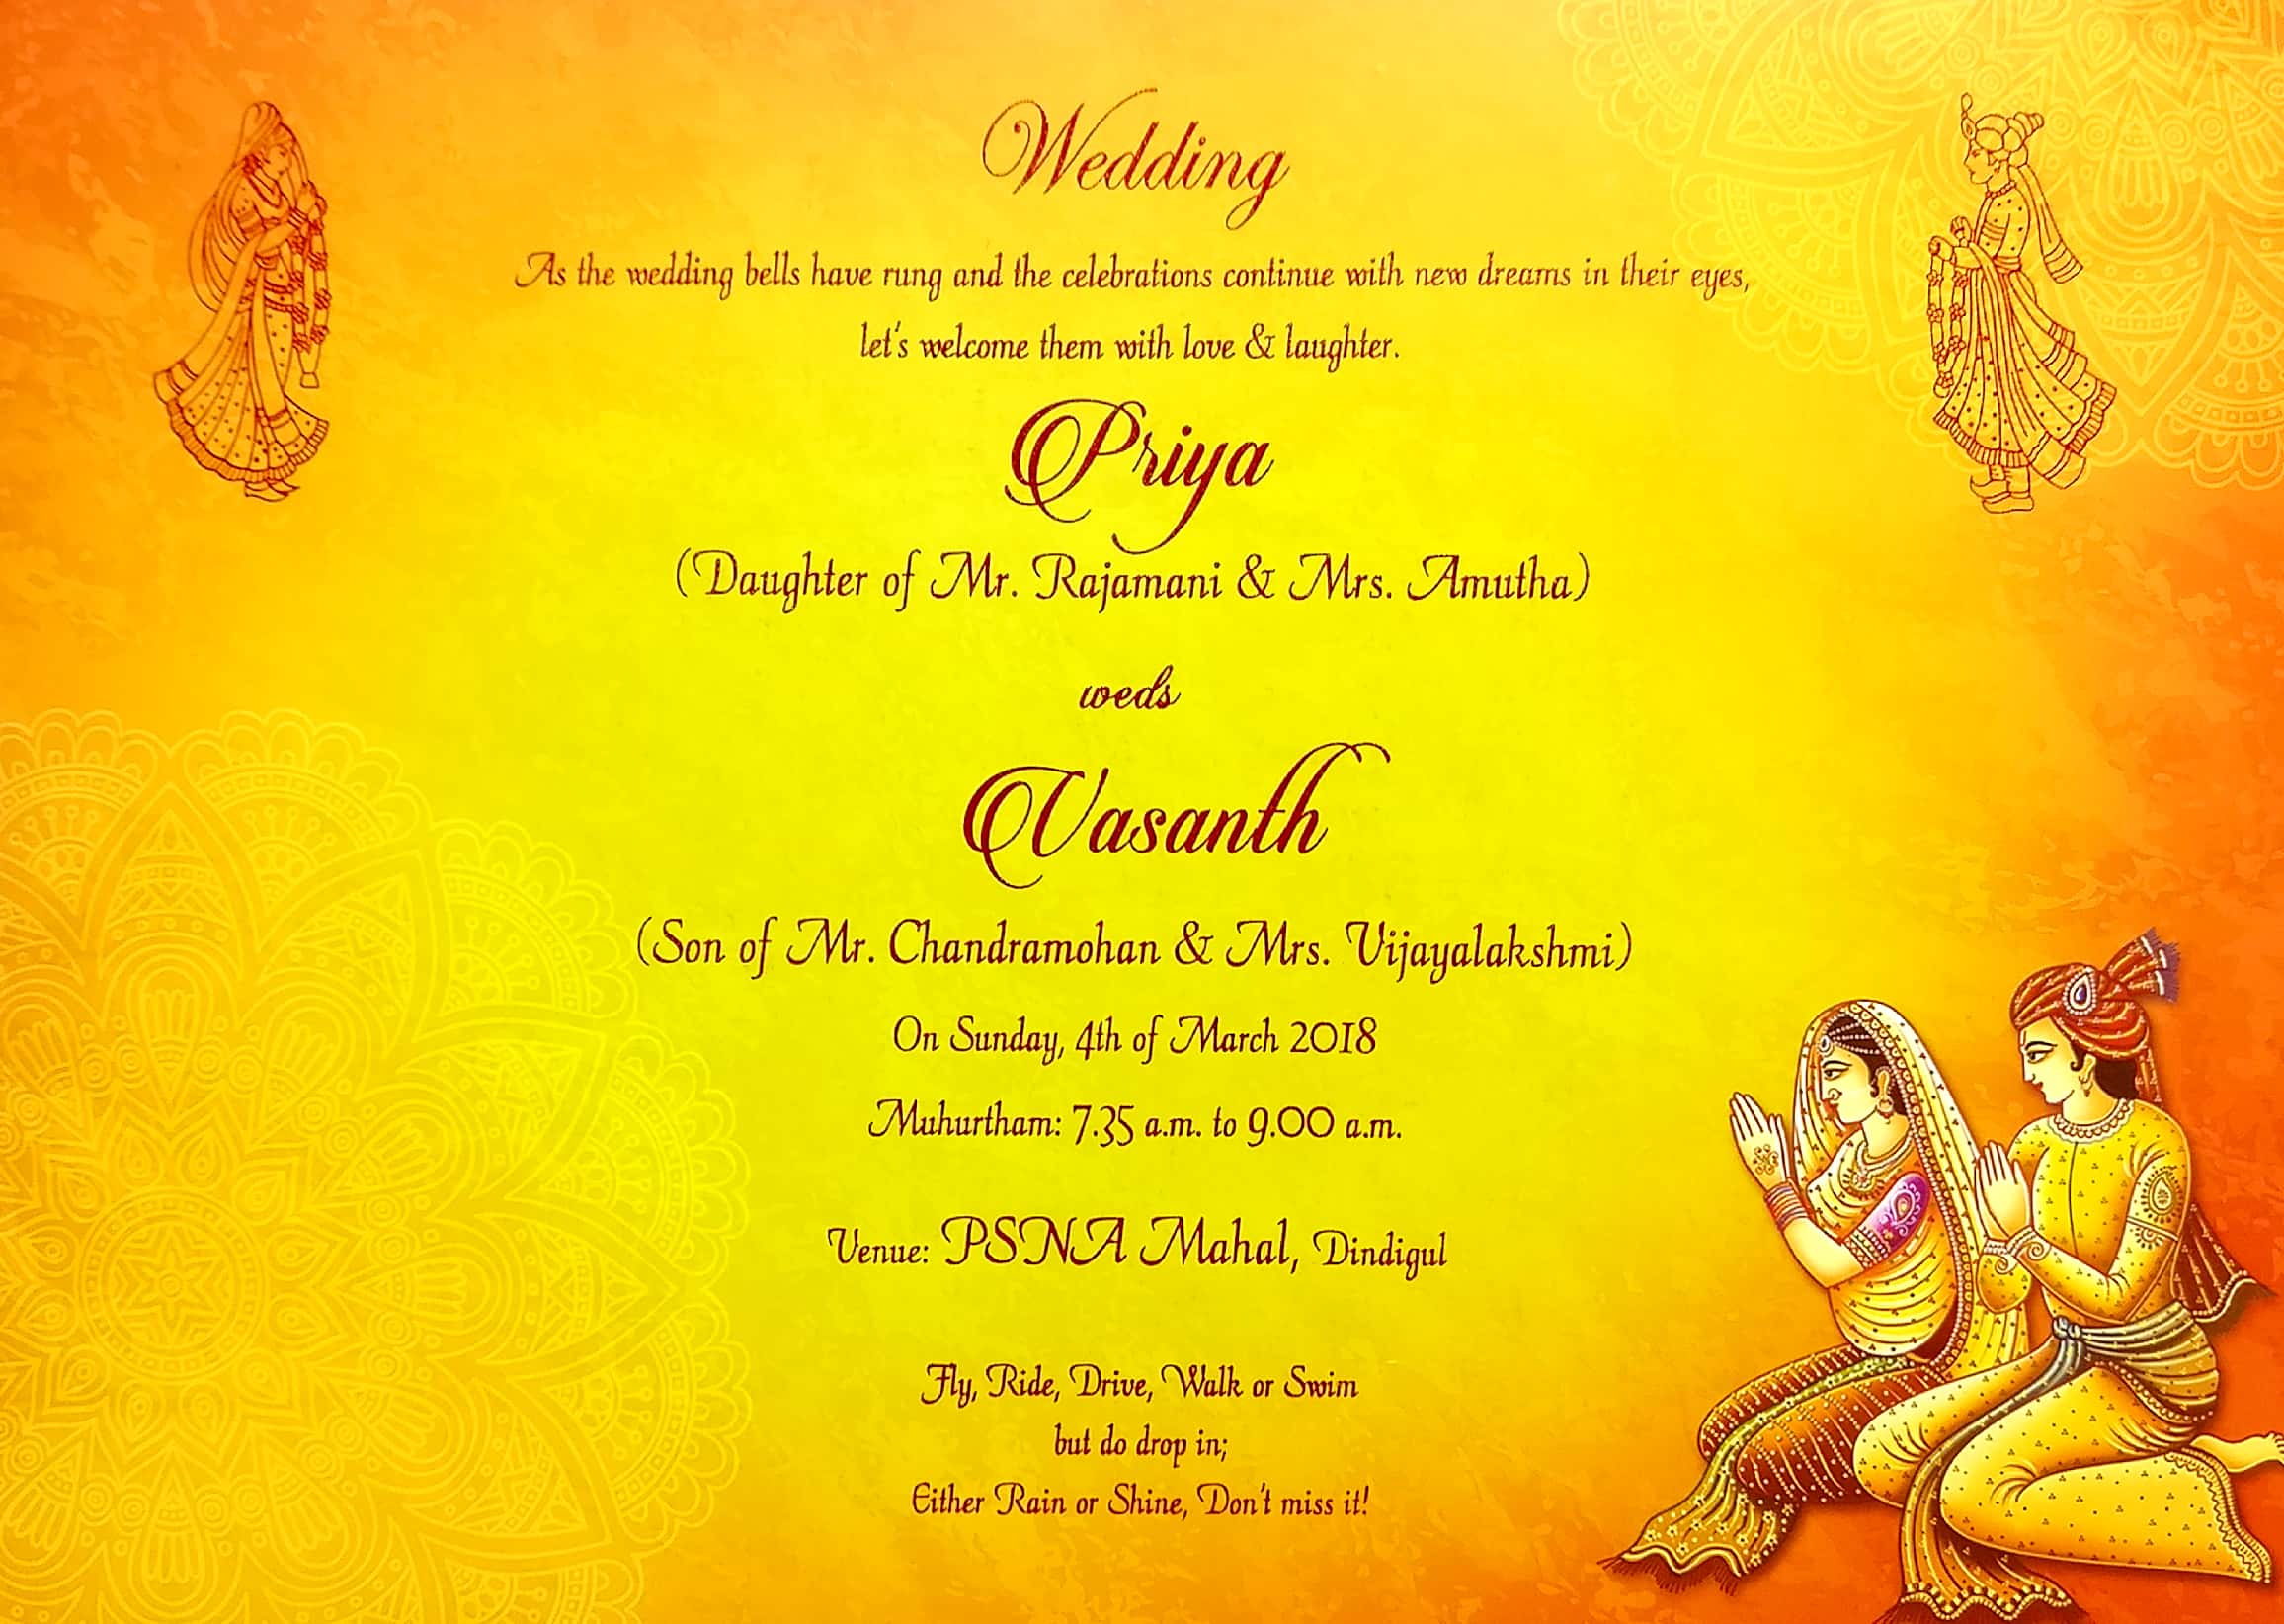 Wedding
As the wedding bells have rung and the celebrations continue with new dreams in their eyes,
let's welcome them with love & laughter.
Priya
(Daughter of Mr. Rajamani & Mrs. Amutha)
weds
Vasanth
(Son of Mr. Chandramohan & Mrs. Vijayalakshmi)
On Sunday, 4th of March 2018
Muhurtham: 7.35 a.m. to 9.00 a.m.
Venue: PSNA Mahal, Dindigul
Fly, Ride, Drive, Walk or Swim
but do drop in;
Either Rain or Shine, Don't miss it!